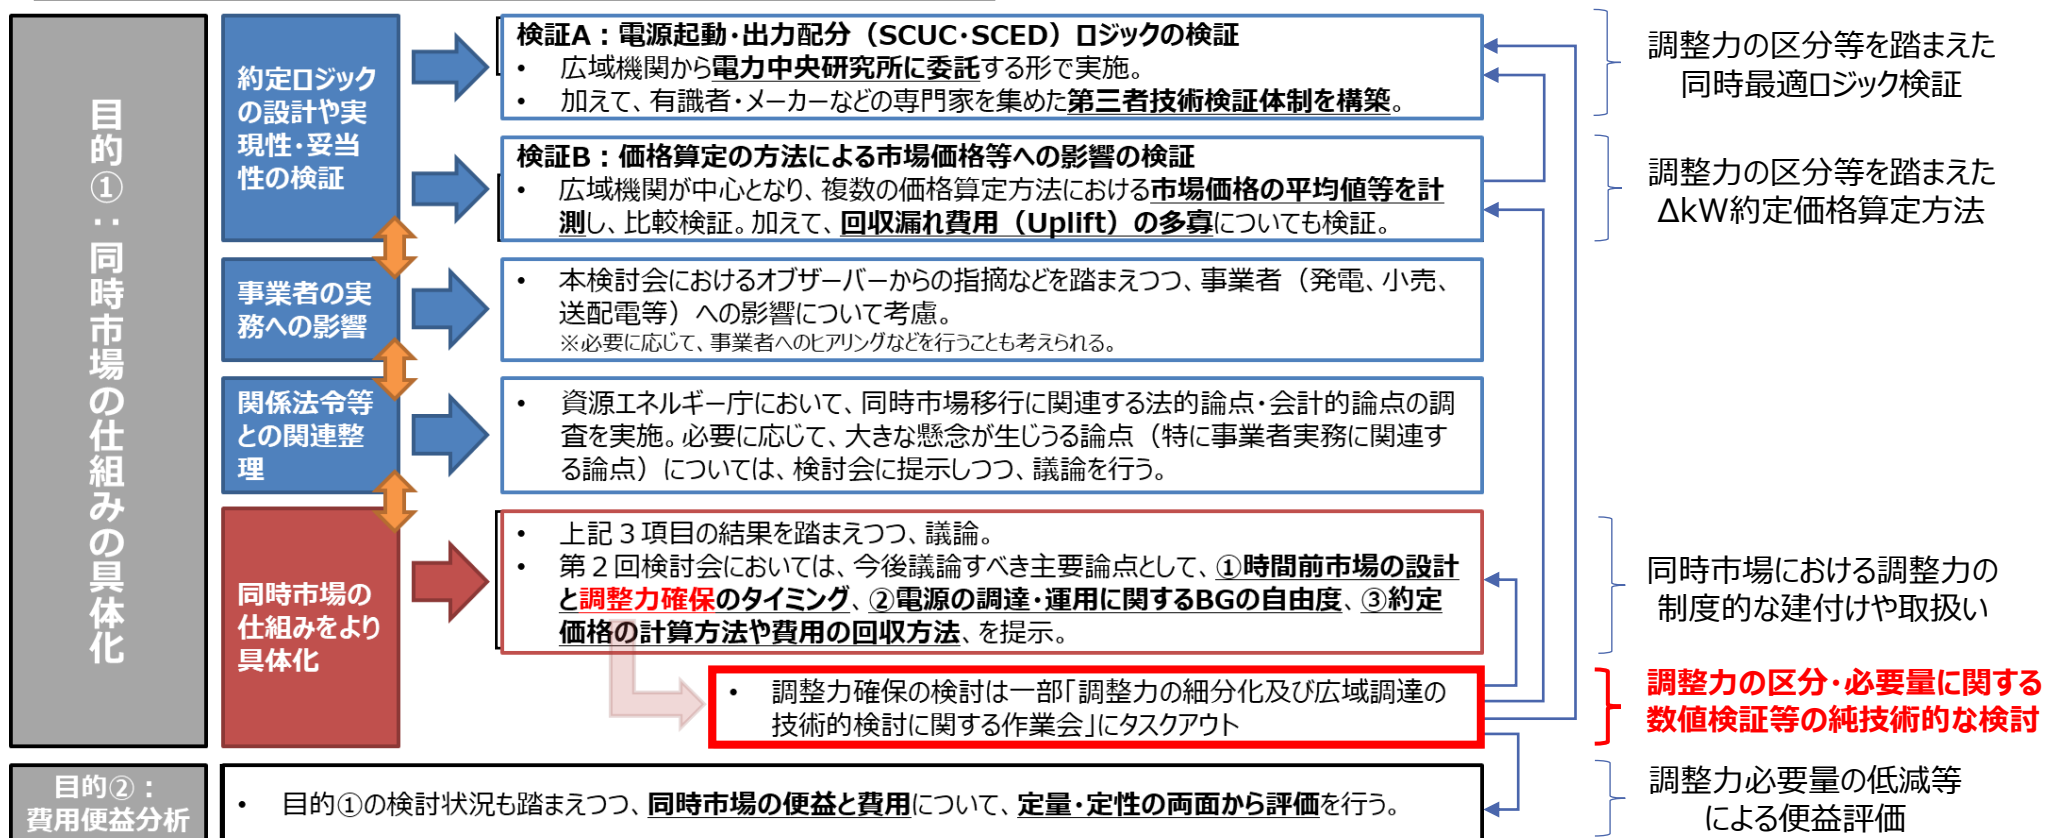 目的①：同時市場の仕組みの具体化
約定ロジック
の設計や実
現性・妥当
性の検証
検証A：電源起動・出力配分（SCUC・SCED）ロジックの検証
• 広域機関から電力中央研究所に委託する形で実施。
• 加えて、有識者・メーカーなどの専門家を集めた第三者技術検証体制を構築。
調整力の区分等を踏まえた
同時最適ロジック検証
検証B：価格算定の方法による市場価格等への影響の検証
• 広域機関が中心となり、複数の価格算定方法における市場価格の平均値等を計
測し、比較検証。加えて、回収漏れ費用（Uplift）の多寡についても検証。
調整力の区分等を踏まえた
ΔkW約定価格算定方法
事業者の実
務への影響
• 本検討会におけるオブザーバーからの指摘などを踏まえつつ、事業者（発電、小売、
送配電等）への影響について考慮。
※必要に応じて、事業者へのヒアリングなどを行うことも考えられる。
関係法令等
との関連整
理
• 資源エネルギー庁において、同時市場移行に関連する法的論点・会計的論点の調
査を実施。必要に応じて、大きな懸念が生じうる論点（特に事業者実務に関連す
る論点）については、検討会に提示しつつ、議論を行う。
同時市場の
仕組みをより
具体化
• 上記３項目の結果を踏まえつつ、議論。
• 第２回検討会においては、今後議論すべき主要論点として、①時間前市場の設計
と調整力確保のタイミング、②電源の調達・運用に関するBGの自由度、③約定
価格の計算方法や費用の回収方法、を提示。
同時市場における調整力の
制度的な建付けや取扱い
• 調整力確保の検討は一部「調整力の細分化及び広域調達の
技術的検討に関する作業会」にタスクアウト
調整力の区分・必要量に関する
数値検証等の純技術的な検討
目的②：
費用便益分析
• 目的①の検討状況も踏まえつつ、同時市場の便益と費用について、定量・定性の両面から評価を行う。
調整力必要量の低減等
による便益評価